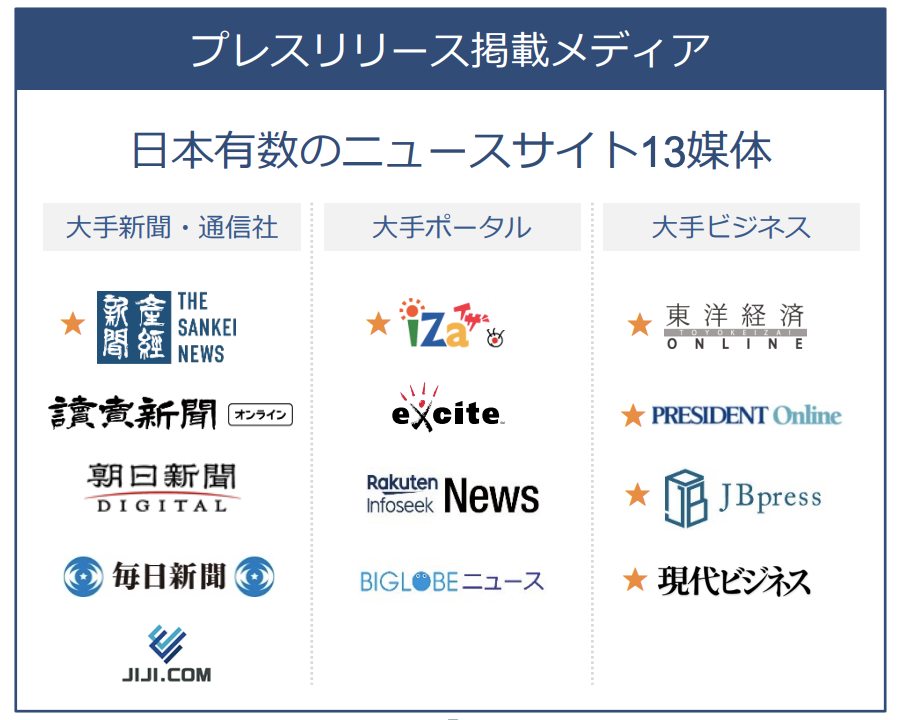 プレスリリース掲載メディア
日本有数のニュースサイト13媒体
大手新聞・通信社
産經新聞
THE SANKEI NEWS
讀賣新聞 オンライン
朝日新聞
DIGITAL
毎日新聞
JIJI.COM
大手ポータル
iza イザ!
excite
Rakuten Infoseek News
BIGLOBEニュース
大手ビジネス
東洋経済
TOYOKEIZAI
ONLINE
PRESIDENT Online
JBpress
現代ビジネス